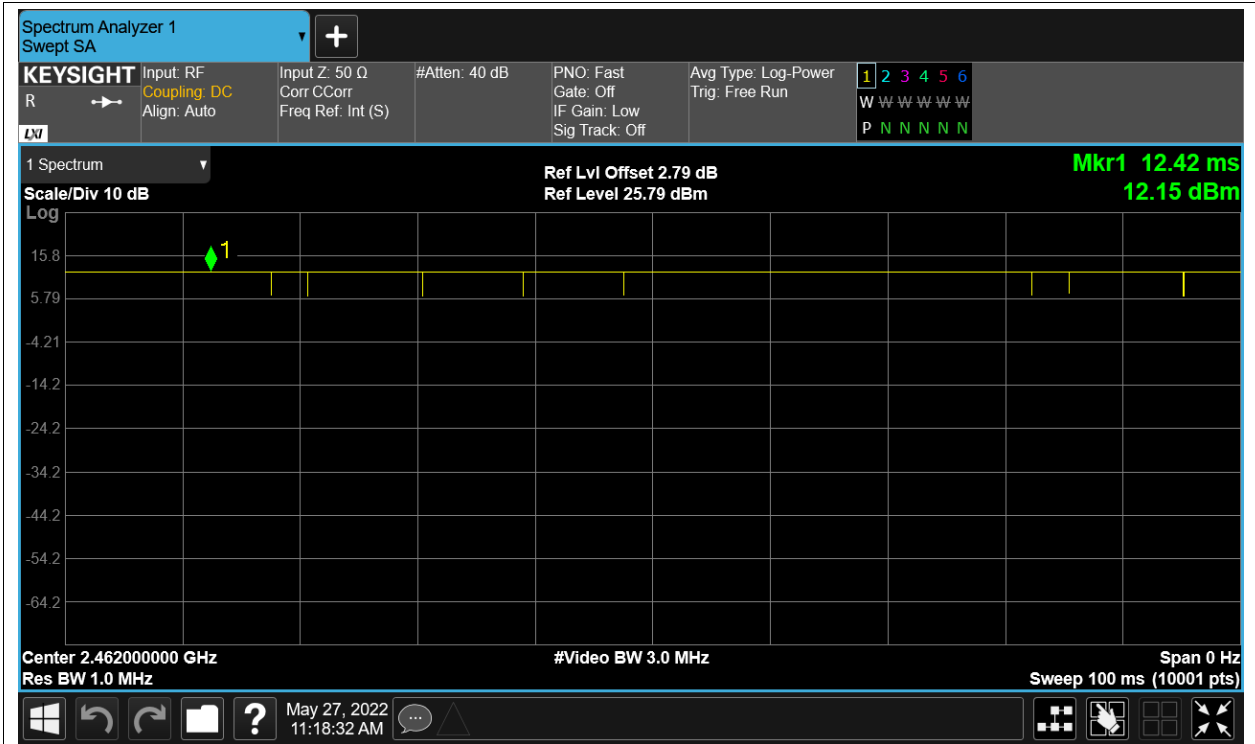 Spectrum Analyzer 1
Swept SA
KEYSIGHT
R
LXI
Input: RF
Coupling: DC
Align: Auto
Input Z: 50 Ω
Corr CCorr
Freq Ref: Int (S)
#Atten: 40 dB
PNO: Fast
Gate: Off
IF Gain: Low
Sig Track: Off
Avg Type: Log-Power
Trig: Free Run
1 2 3 4 5 6
W W W W W W
P N N N N N
1 Spectrum
Scale/Div 10 dB
Ref Lvl Offset 2.79 dB
Ref Level 25.79 dBm
Mkr1 12.42 ms
12.15 dBm
Log
1
15.8
5.79
-4.21
-14.2
-24.2
-34.2
-44.2
-54.2
-64.2
Center 2.462000000 GHz
Res BW 1.0 MHz
#Video BW 3.0 MHz
Span 0 Hz
Sweep 100 ms (10001 pts)
?
May 27, 2022
11:18:32 AM